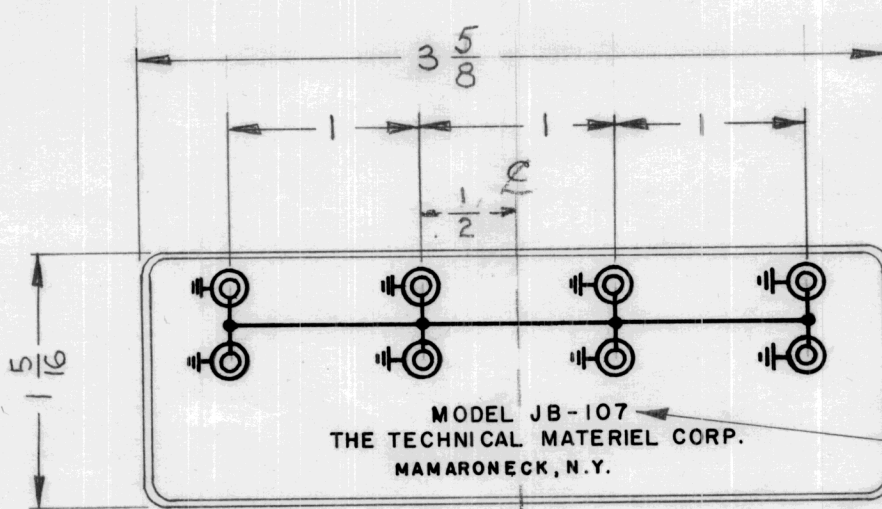 3 5/8
1 1 1
℄
1/2
1 5/16
MODEL JB-107
THE TECHNICAL MATERIEL CORP.
MAMARONECK, N.Y.